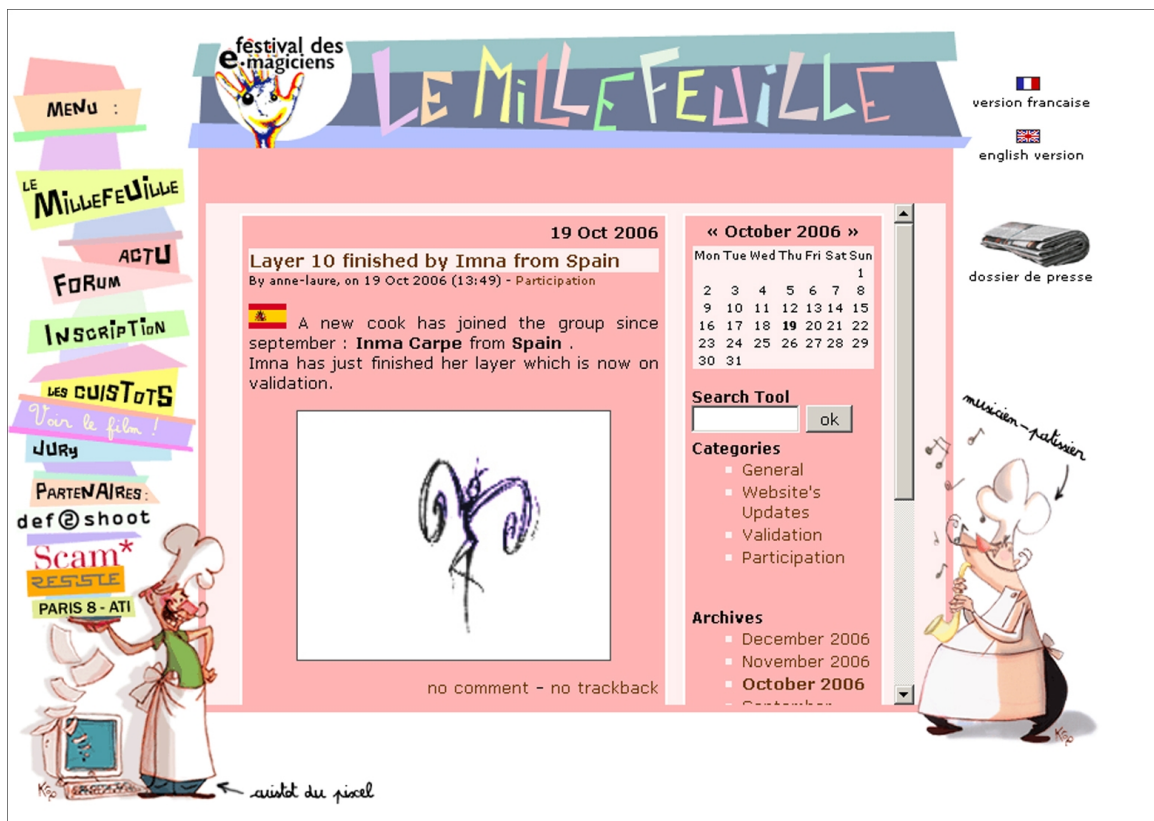 festival des
e.magiciens
LE MiLLEFEUiLLE
version francaise
english version
dossier de presse
MENU :
LE
MiLLEFEUiLLE
ACTU
FORUM
INSCRIPTION
LES CUISTOTS
Voir le film !
JURY
PARTENAIRES :
def2shoot
Scam*
PARIS 8 - ATI
19 Oct 2006
Layer 10 finished by Imna from Spain
By anne-laure, on 19 Oct 2006 (13:49) - Participation
A new cook has joined the group since
september : Inma Carpe from Spain .
Imna has just finished her layer which is now on
validation.
no comment - no trackback
« October 2006 »
Mon Tue Wed Thu Fri Sat Sun
1
2 3 4 5 6 7 8
9 10 11 12 13 14 15
16 17 18 19 20 21 22
23 24 25 26 27 28 29
30 31
Search Tool
ok
Categories
General
Website's
Updates
Validation
Participation
Archives
December 2006
November 2006
October 2006
September
musicien-patissier
cuistot du pixel